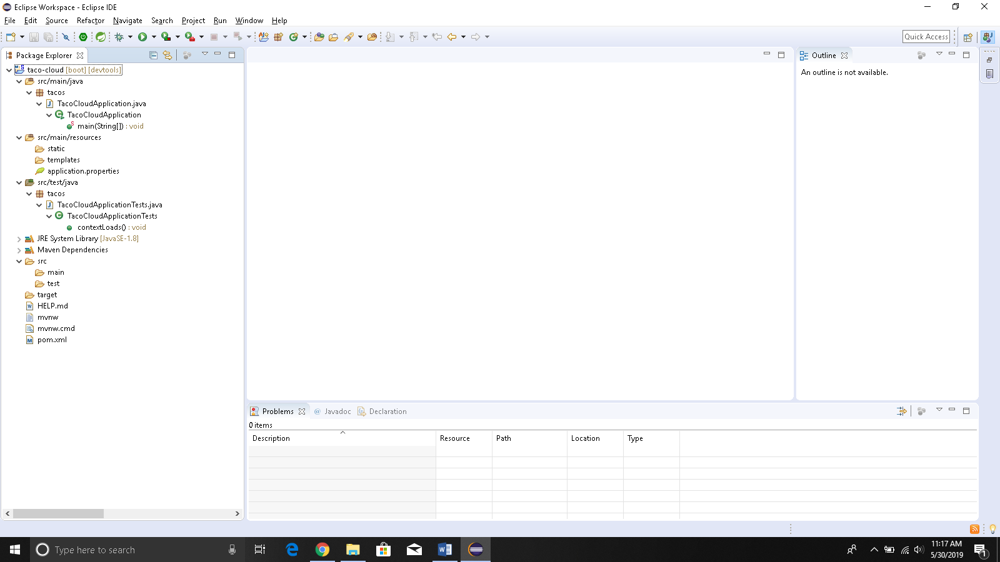 Eclipse Workspace - Eclipse IDE
File Edit Source Refactor Navigate Search Project Run Window Help
Quick Access
Package Explorer
taco-cloud [boot] [devtools]
src/main/java
tacos
TacoCloudApplication.java
TacoCloudApplication
main(String[]) : void
src/main/resources
static
templates
application.properties
src/test/java
tacos
TacoCloudApplicationTests.java
TacoCloudApplicationTests
contextLoads() : void
JRE System Library [JavaSE-1.8]
Maven Dependencies
src
main
test
target
HELP.md
mvnw
mvnw.cmd
pom.xml
Outline
An outline is not available.
Problems Javadoc Declaration
0 items
Description Resource Path Location Type
Type here to search
11:17 AM
5/30/2019
1